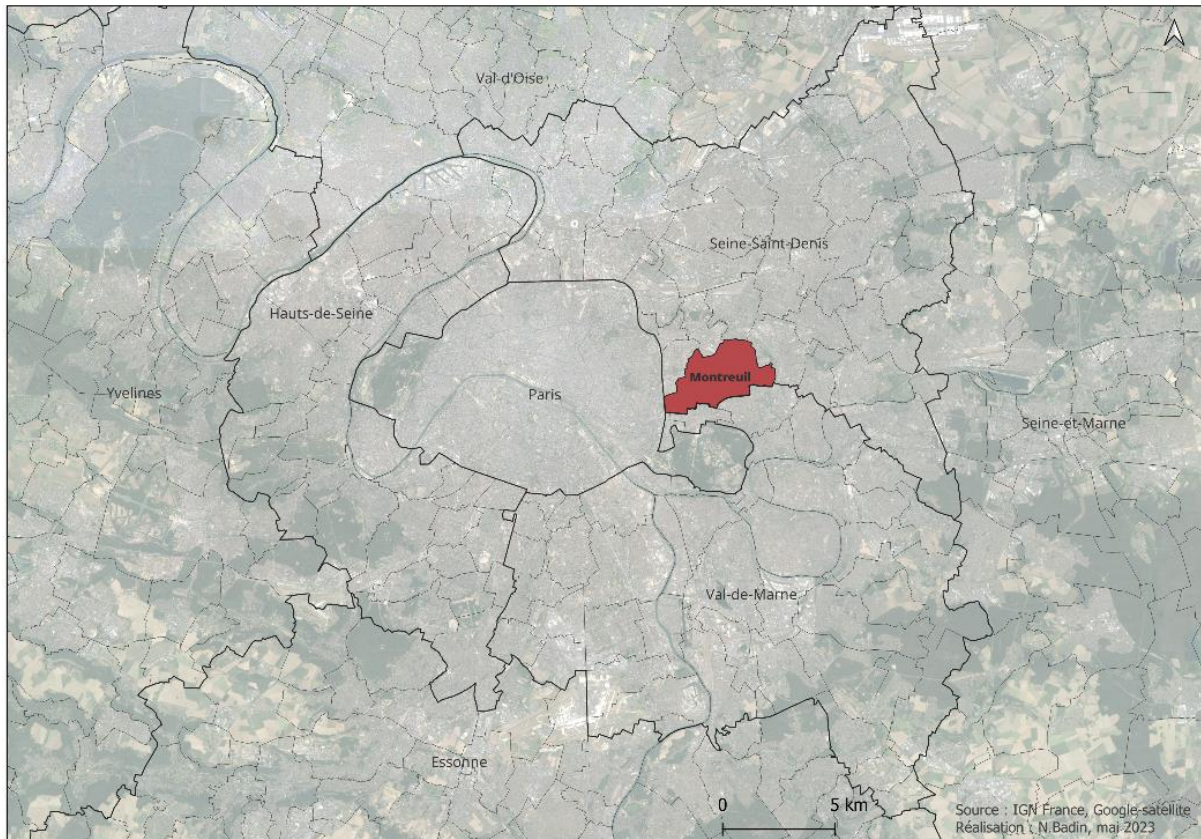 Val-d'Oise
Seine-Saint-Denis
Hauts-de-Seine
Montreuil
Yvelines
Paris
Seine-et-Marne
Val-de-Marne
Essonne
0 5 km
Source : IGN France, Google-satéllite
Réalisation : N.Badin, mai 2023